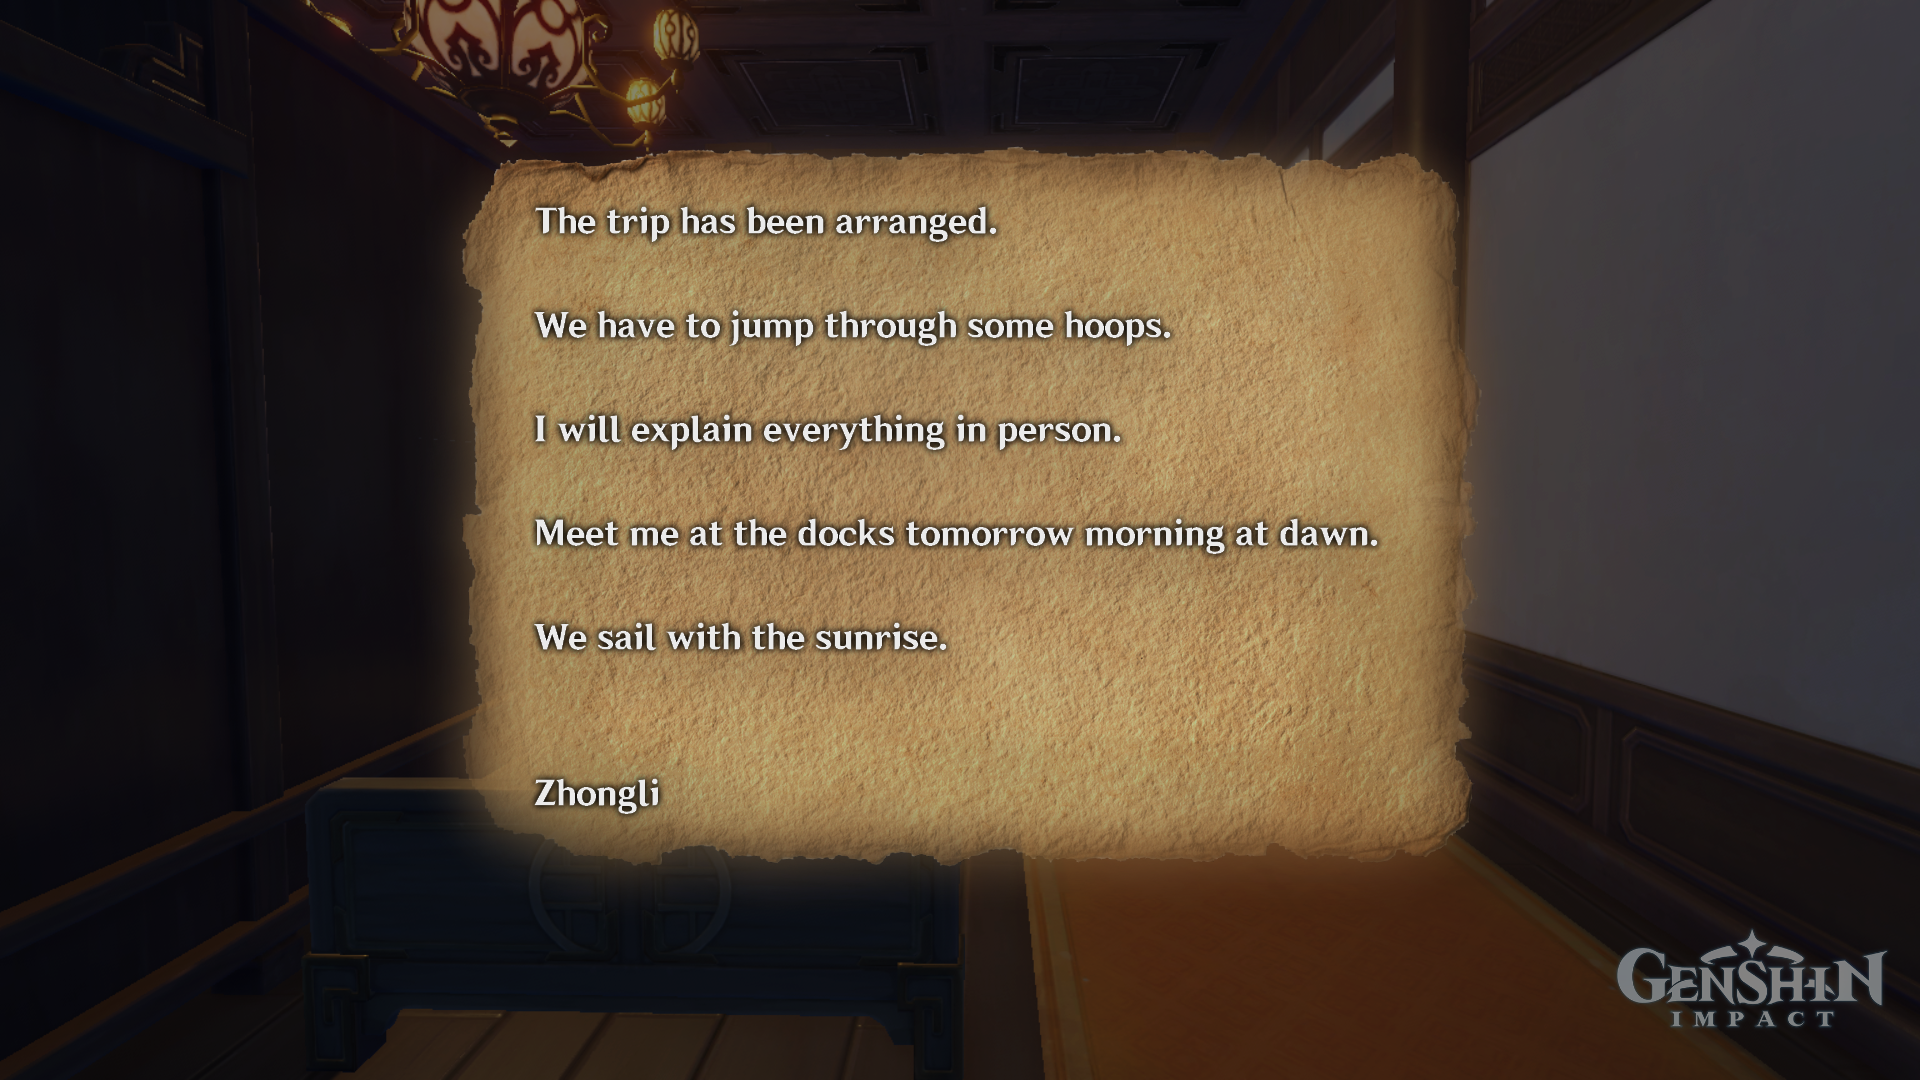 The trip has been arranged.
We have to jump through some hoops.
I will explain everything in person.
Meet me at the docks tomorrow morning at dawn.
We sail with the sunrise.
Zhongli
GENSHIN
IMPACT